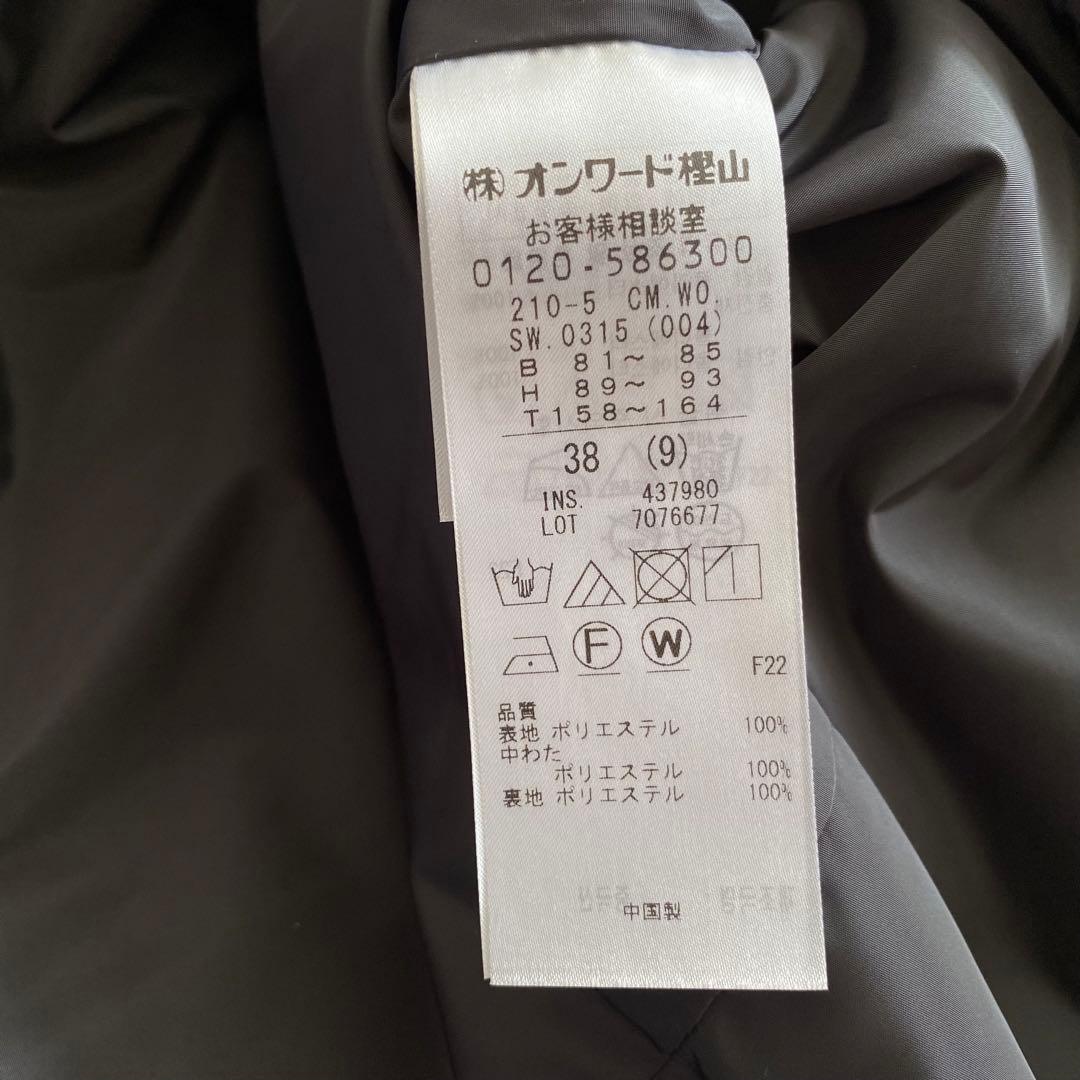 ㈱オンワード樫山
お客様相談室
0120-586300
210-5 CM.WO.
SW.0315 (004)
B 81〜 85
H 89〜 93
T158〜164
38 (9)
INS. 437980
LOT 7076677
F W F22
品質
表地 ポリエステル 100%
中わた
ポリエステル 100%
裏地 ポリエステル 100%
中国製